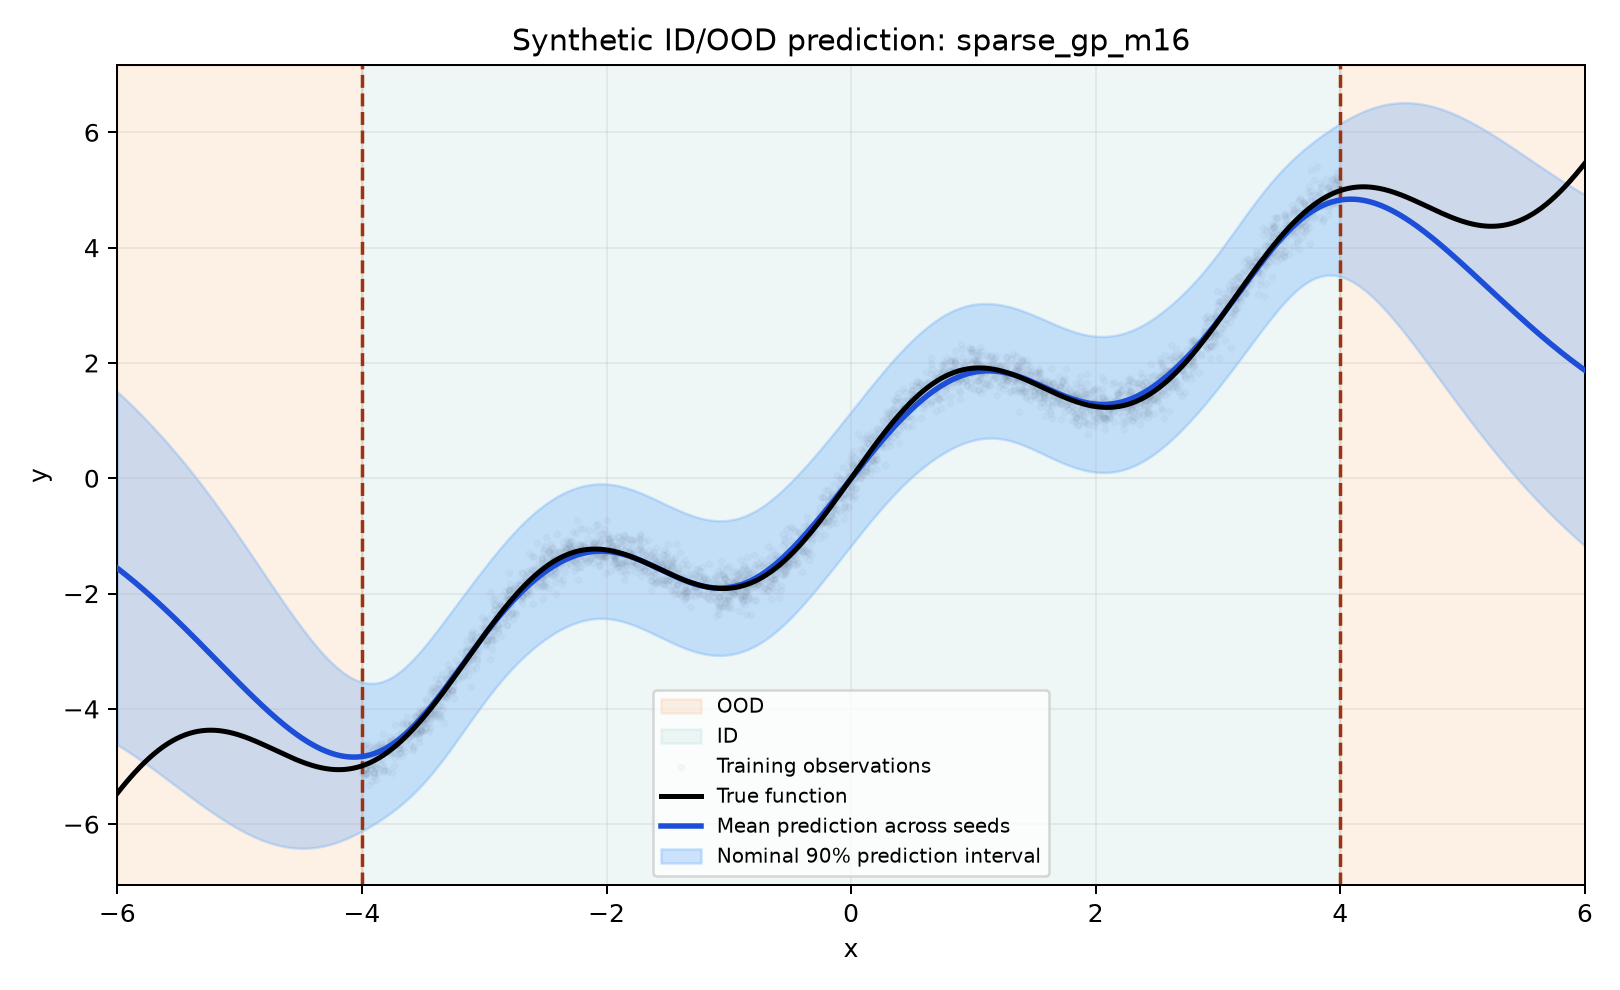 Synthetic ID/OOD prediction: sparse_gp_m16
y
6
4
2
0
−2
−4
−6
OOD
ID
Training observations
True function
Mean prediction across seeds
Nominal 90% prediction interval
−6 −4 −2 0 2 4 6
x